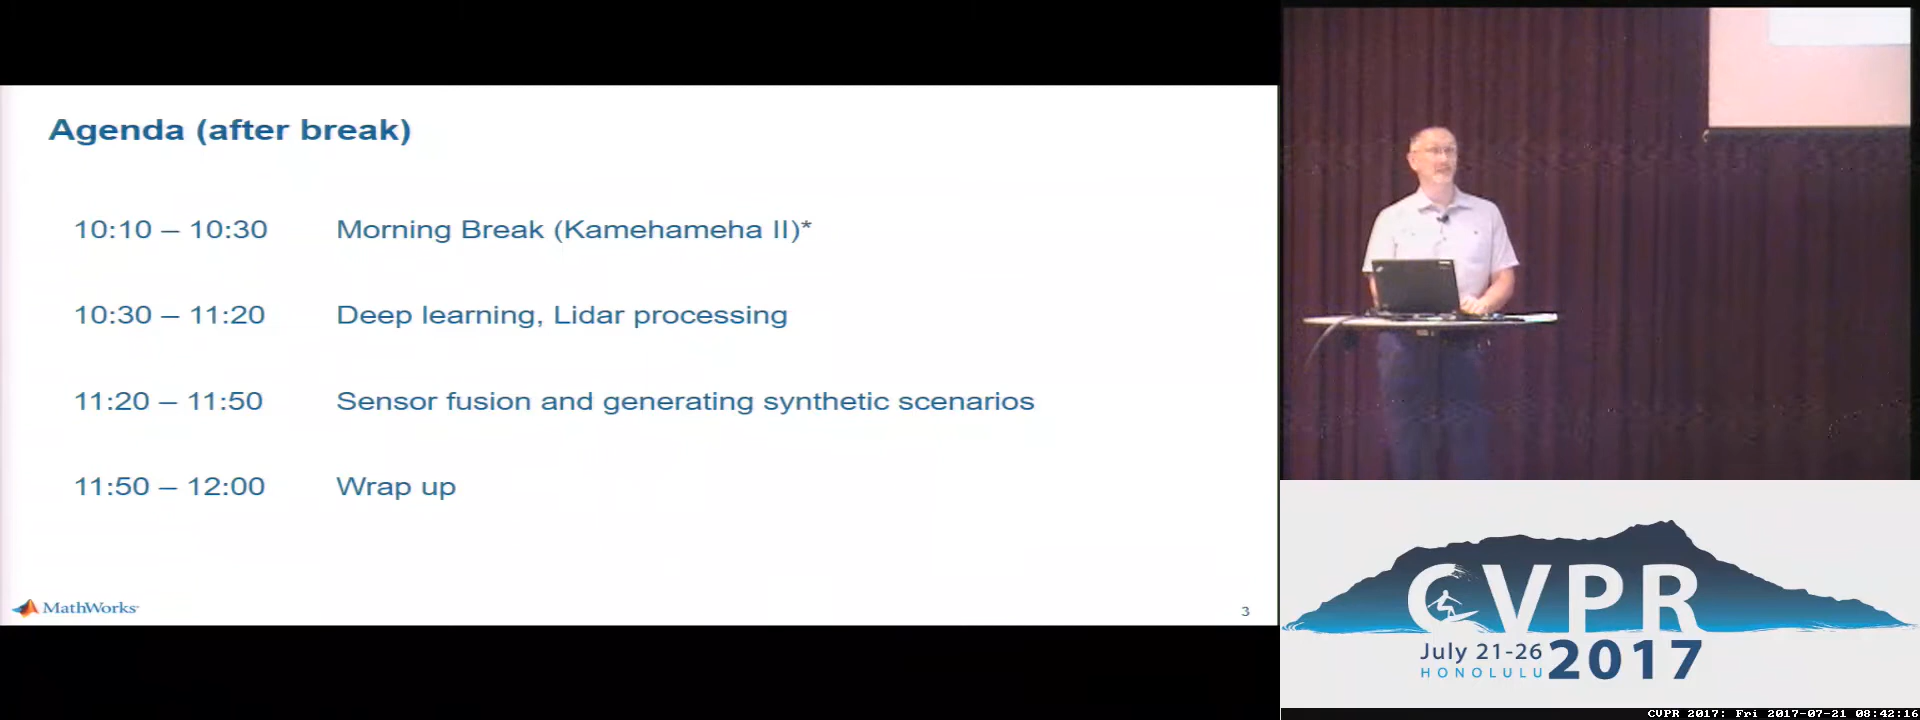 Agenda (after break)
10:10 – 10:30 Morning Break (Kamehameha II)*
10:30 – 11:20 Deep learning, Lidar processing
11:20 – 11:50 Sensor fusion and generating synthetic scenarios
11:50 – 12:00 Wrap up
MathWorks
3
CVPR
July 21-26
HONOLULU
2017
CVPR 2017: Fri 2017-07-21 08:42:16